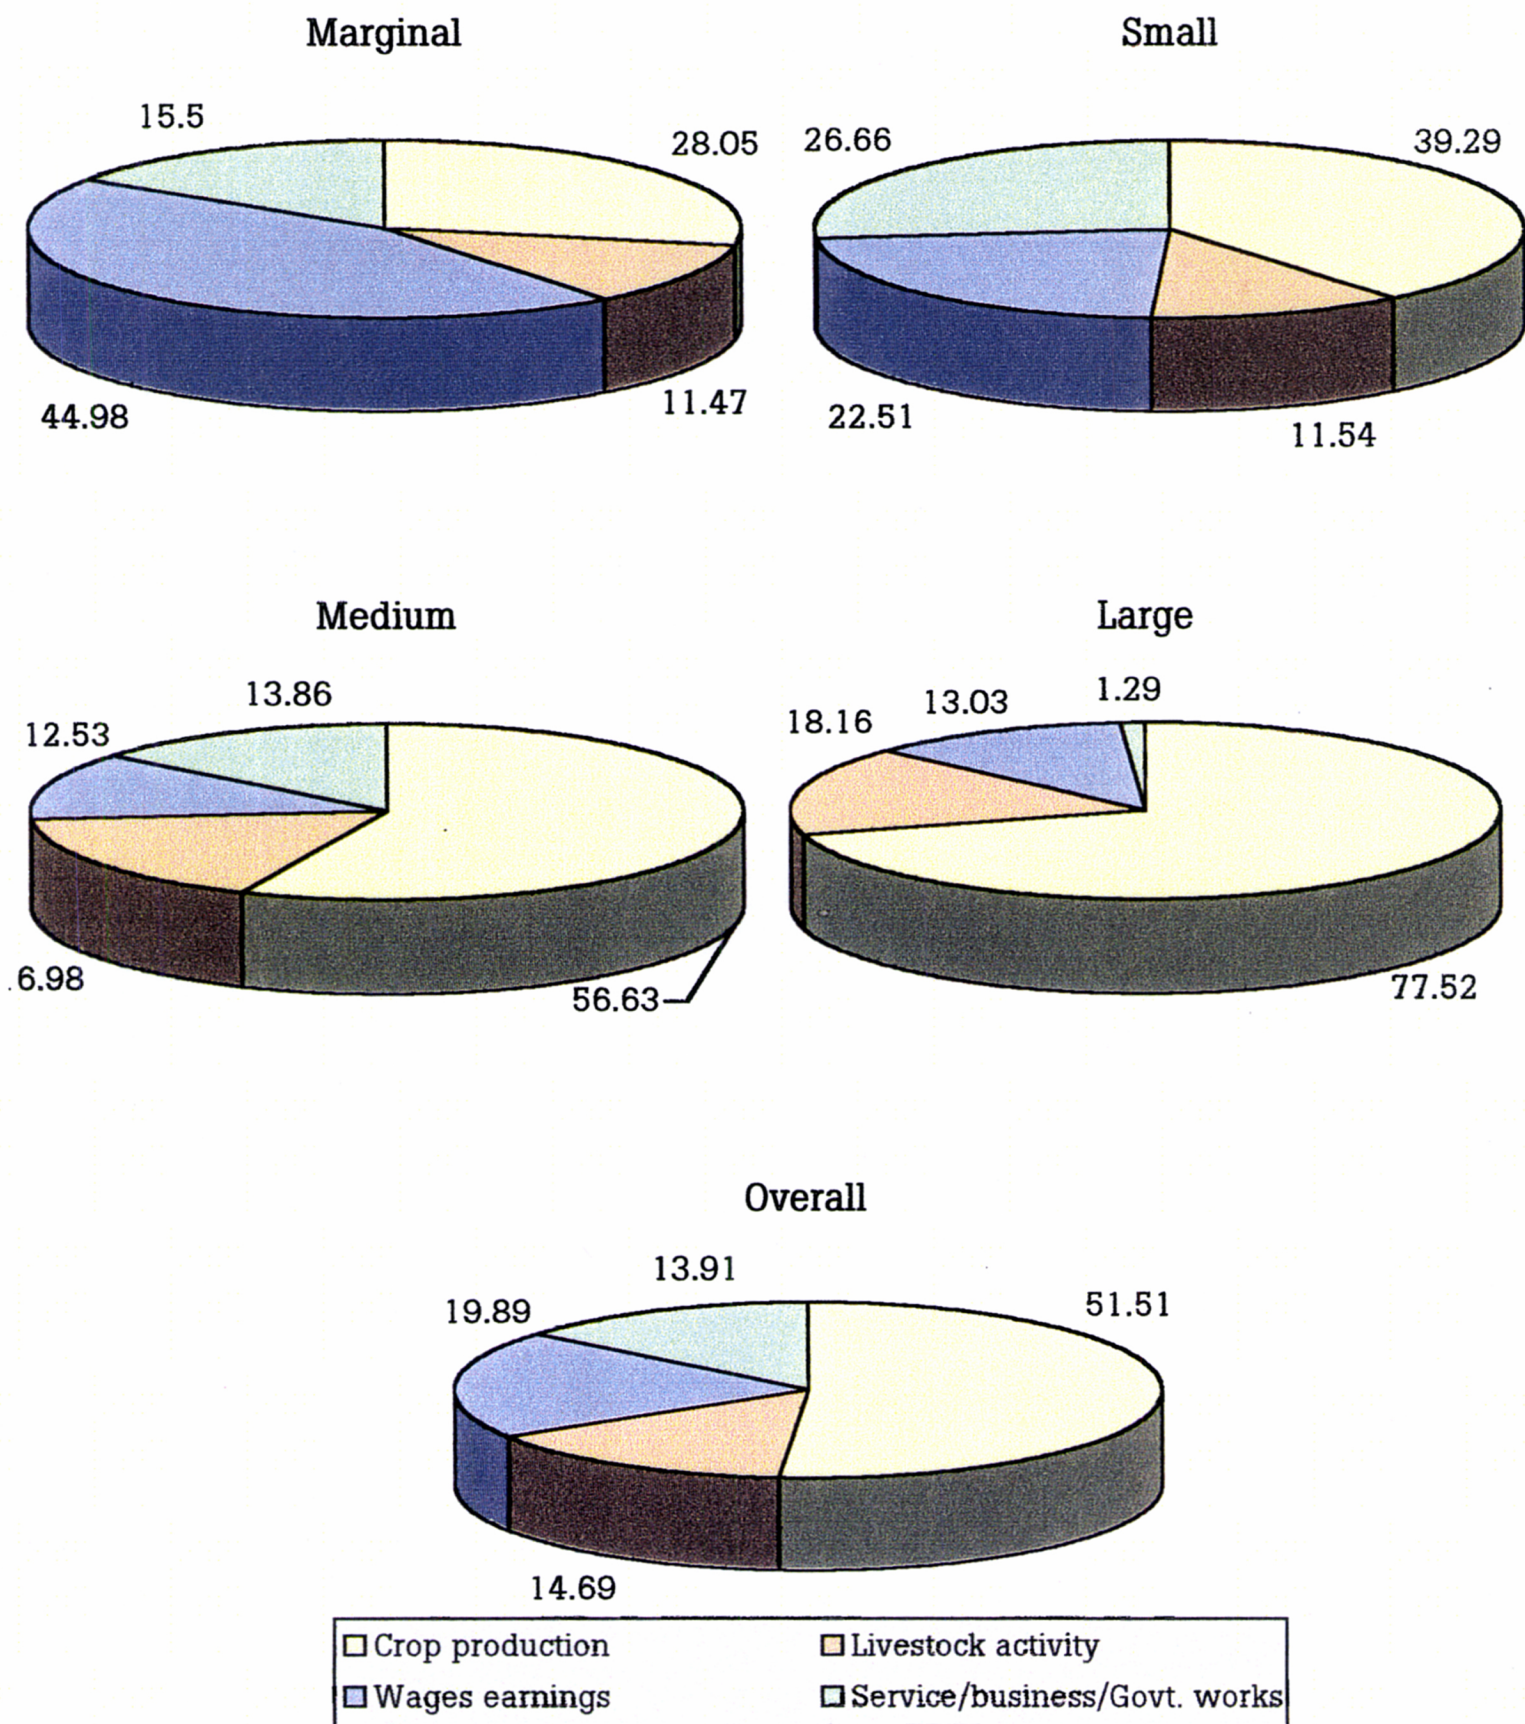 Marginal
Small
15.5
28.05
26.66
39.29
44.98
11.47
22.51
11.54
Medium
Large
13.86
12.53
18.16
13.03
1.29
6.98
56.63
77.52
Overall
13.91
19.89
51.51
14.69
Crop production
Livestock activity
Wages earnings
Service/business/Govt. works